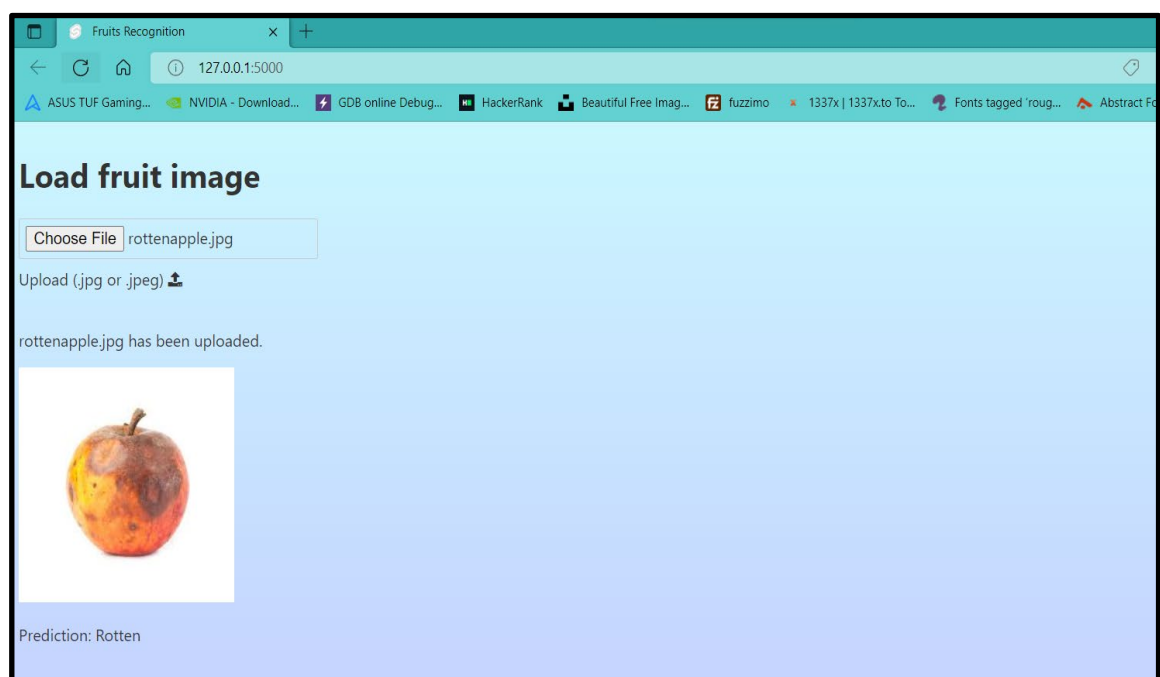 Fruits Recognition
127.0.0.1:5000
ASUS TUF Gaming... NVIDIA - Download... GDB online Debug... HackerRank Beautiful Free Imag... fuzzimo 1337x | 1337x.to To... Fonts tagged 'roug... Abstract Fo
Load fruit image
Choose File rottenapple.jpg
Upload (.jpg or .jpeg)
rottenapple.jpg has been uploaded.
Prediction: Rotten